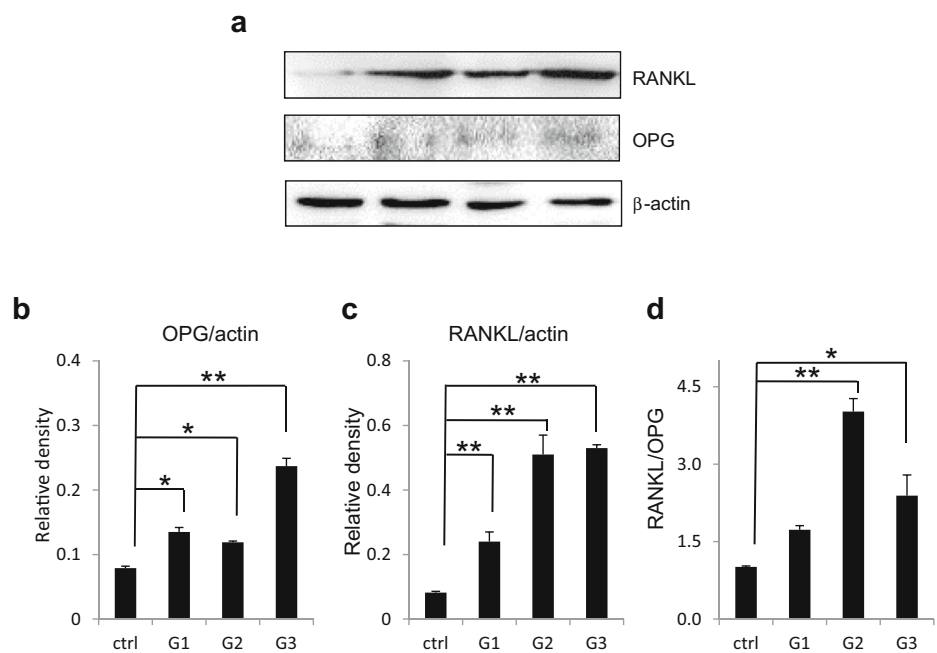 a
RANKL
OPG
β-actin
b
OPG/actin
Relative density
0.4
0.3
0.2
0.1
0
**
*
*
ctrl G1 G2 G3
c
RANKL/actin
Relative density
0.8
0.6
0.4
0.2
0
**
**
**
ctrl G1 G2 G3
d
RANKL/OPG
4.5
3.0
1.5
0.0
*
**
ctrl G1 G2 G3